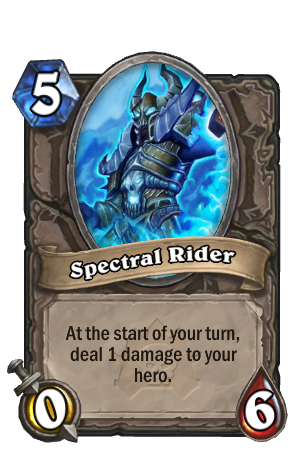 5
Spectral Rider
At the start of your turn,
deal 1 damage to your
hero.
0
6